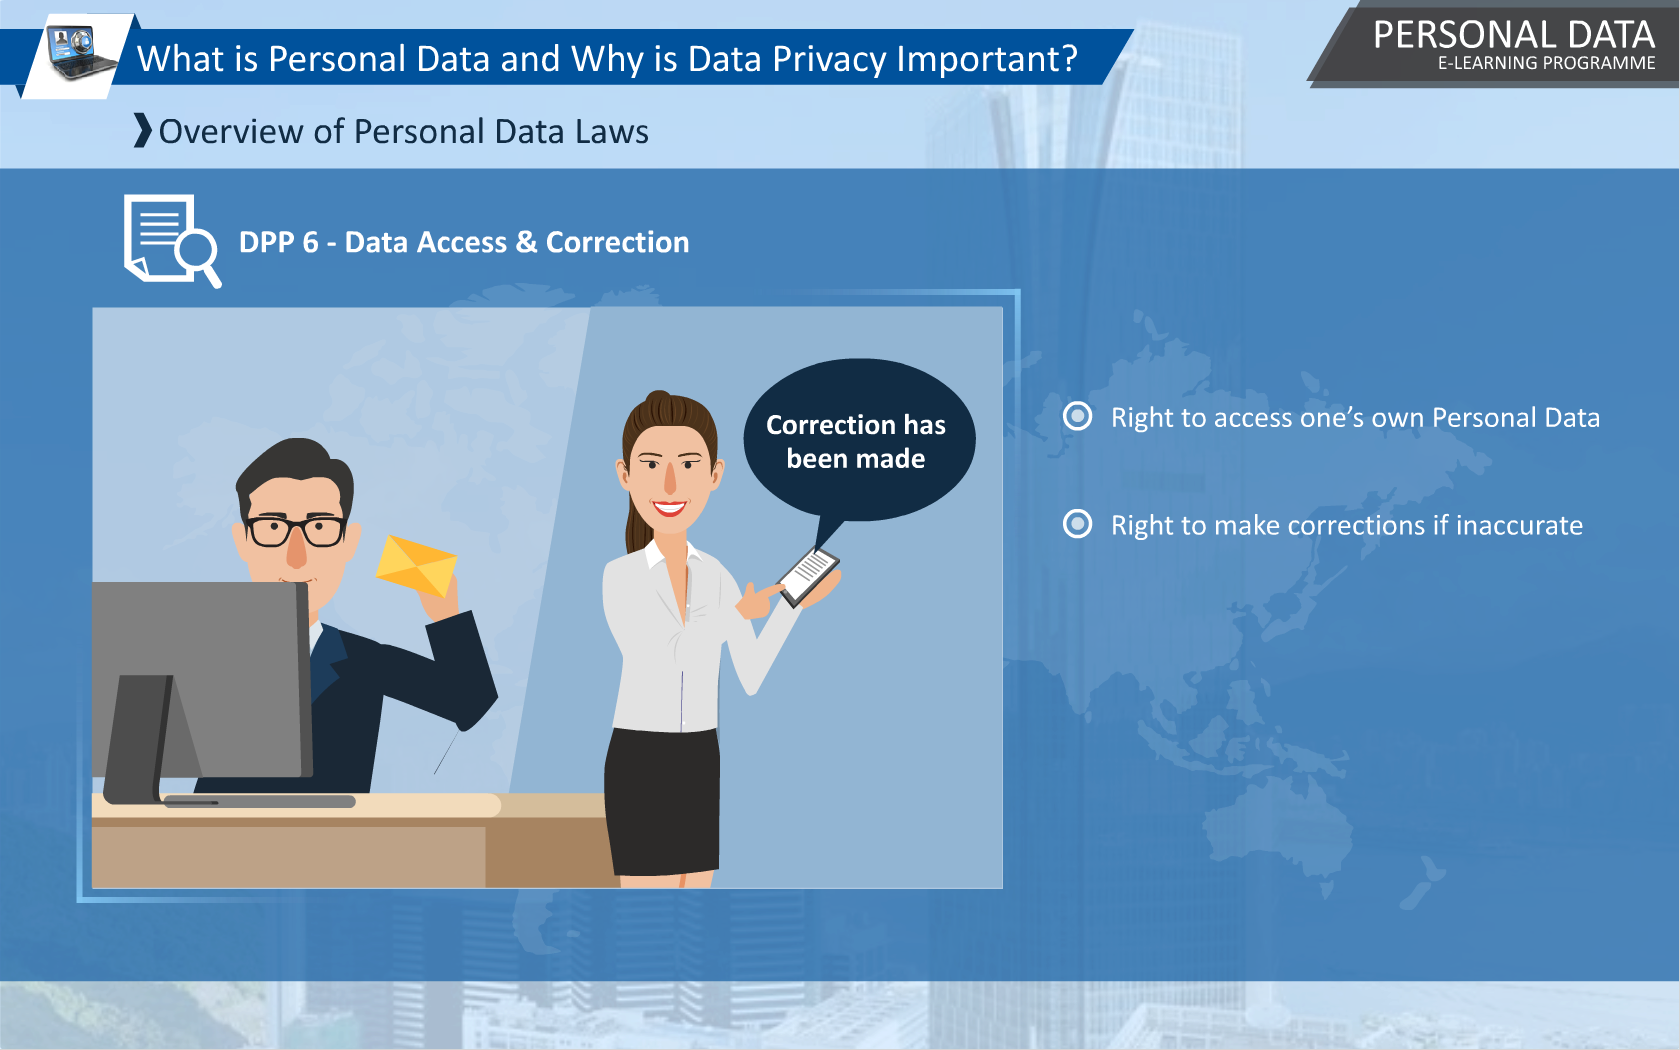 What is Personal Data and Why is Data Privacy Important?
PERSONAL DATA
E-LEARNING PROGRAMME
Overview of Personal Data Laws
DPP 6 - Data Access & Correction
Correction has
been made
Right to access one’s own Personal Data
Right to make corrections if inaccurate